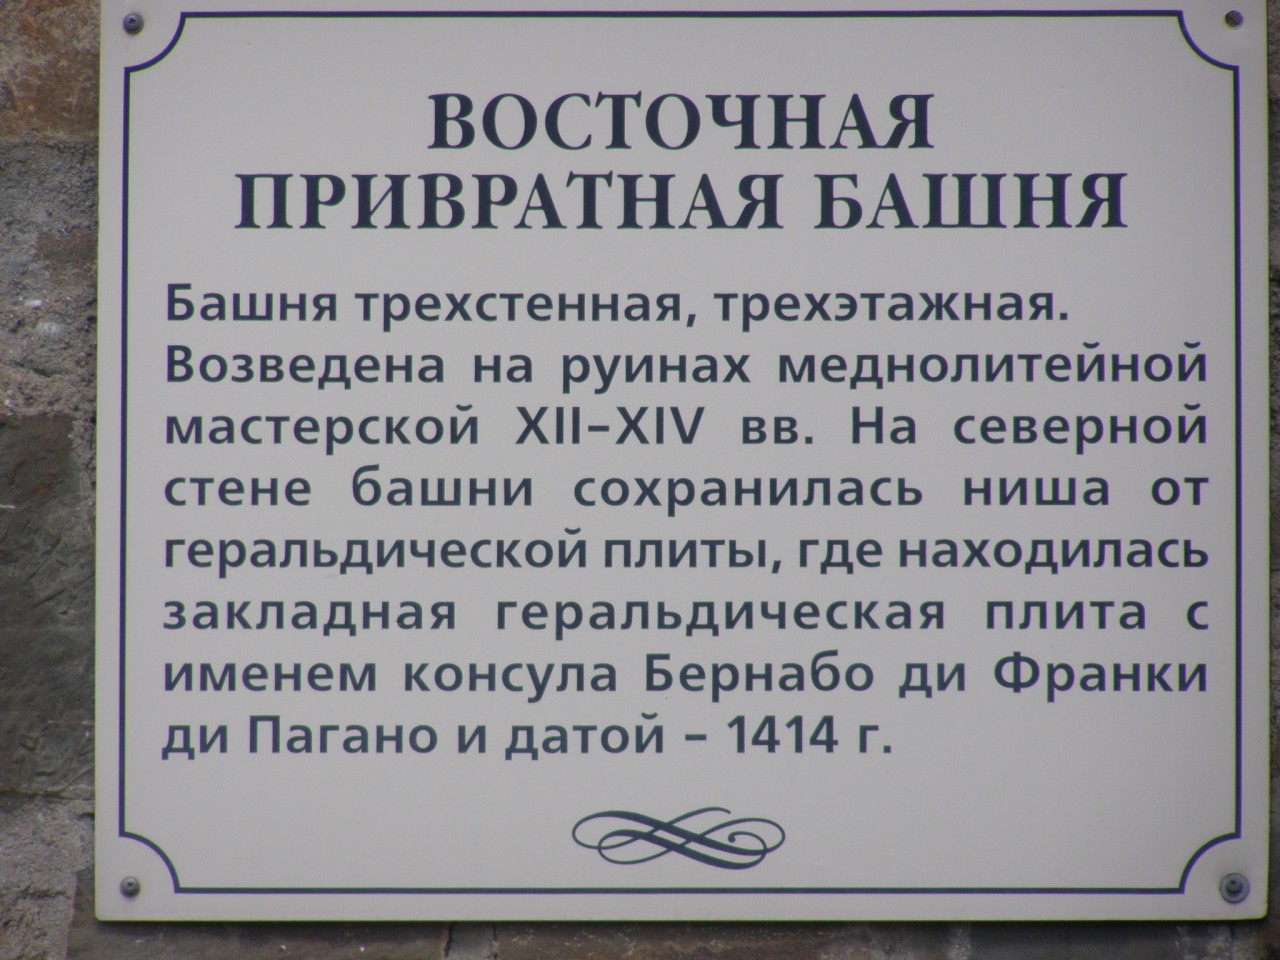 ВОСТОЧНАЯ
ПРИВРАТНАЯ БАШНЯ
Башня трехстенная, трехэтажная.
Возведена на руинах меднолитейной
мастерской XII–XIV вв. На северной
стене башни сохранилась ниша от
геральдической плиты, где находилась
закладная геральдическая плита с
именем консула Бернабо ди Франки
ди Пагано и датой – 1414 г.